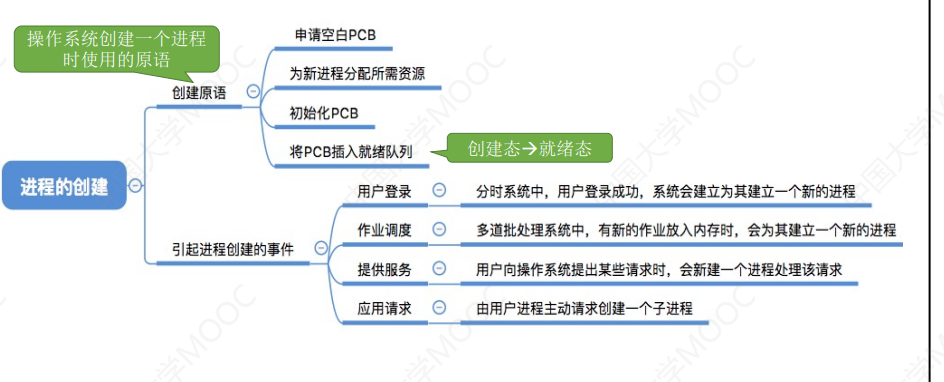 操作系统创建一个进程
时使用的原语
申请空白PCB
为新进程分配所需资源
创建原语
初始化PCB
将PCB插入就绪队列
创建态→就绪态
进程的创建
用户登录
分时系统中，用户登录成功，系统会建立为其建立一个新的进程
作业调度
多道批处理系统中，有新的作业放入内存时，会为其建立一个新的进程
引起进程创建的事件
提供服务
用户向操作系统提出某些请求时，会新建一个进程处理该请求
应用请求
由用户进程主动请求创建一个子进程
中国大学MOOC